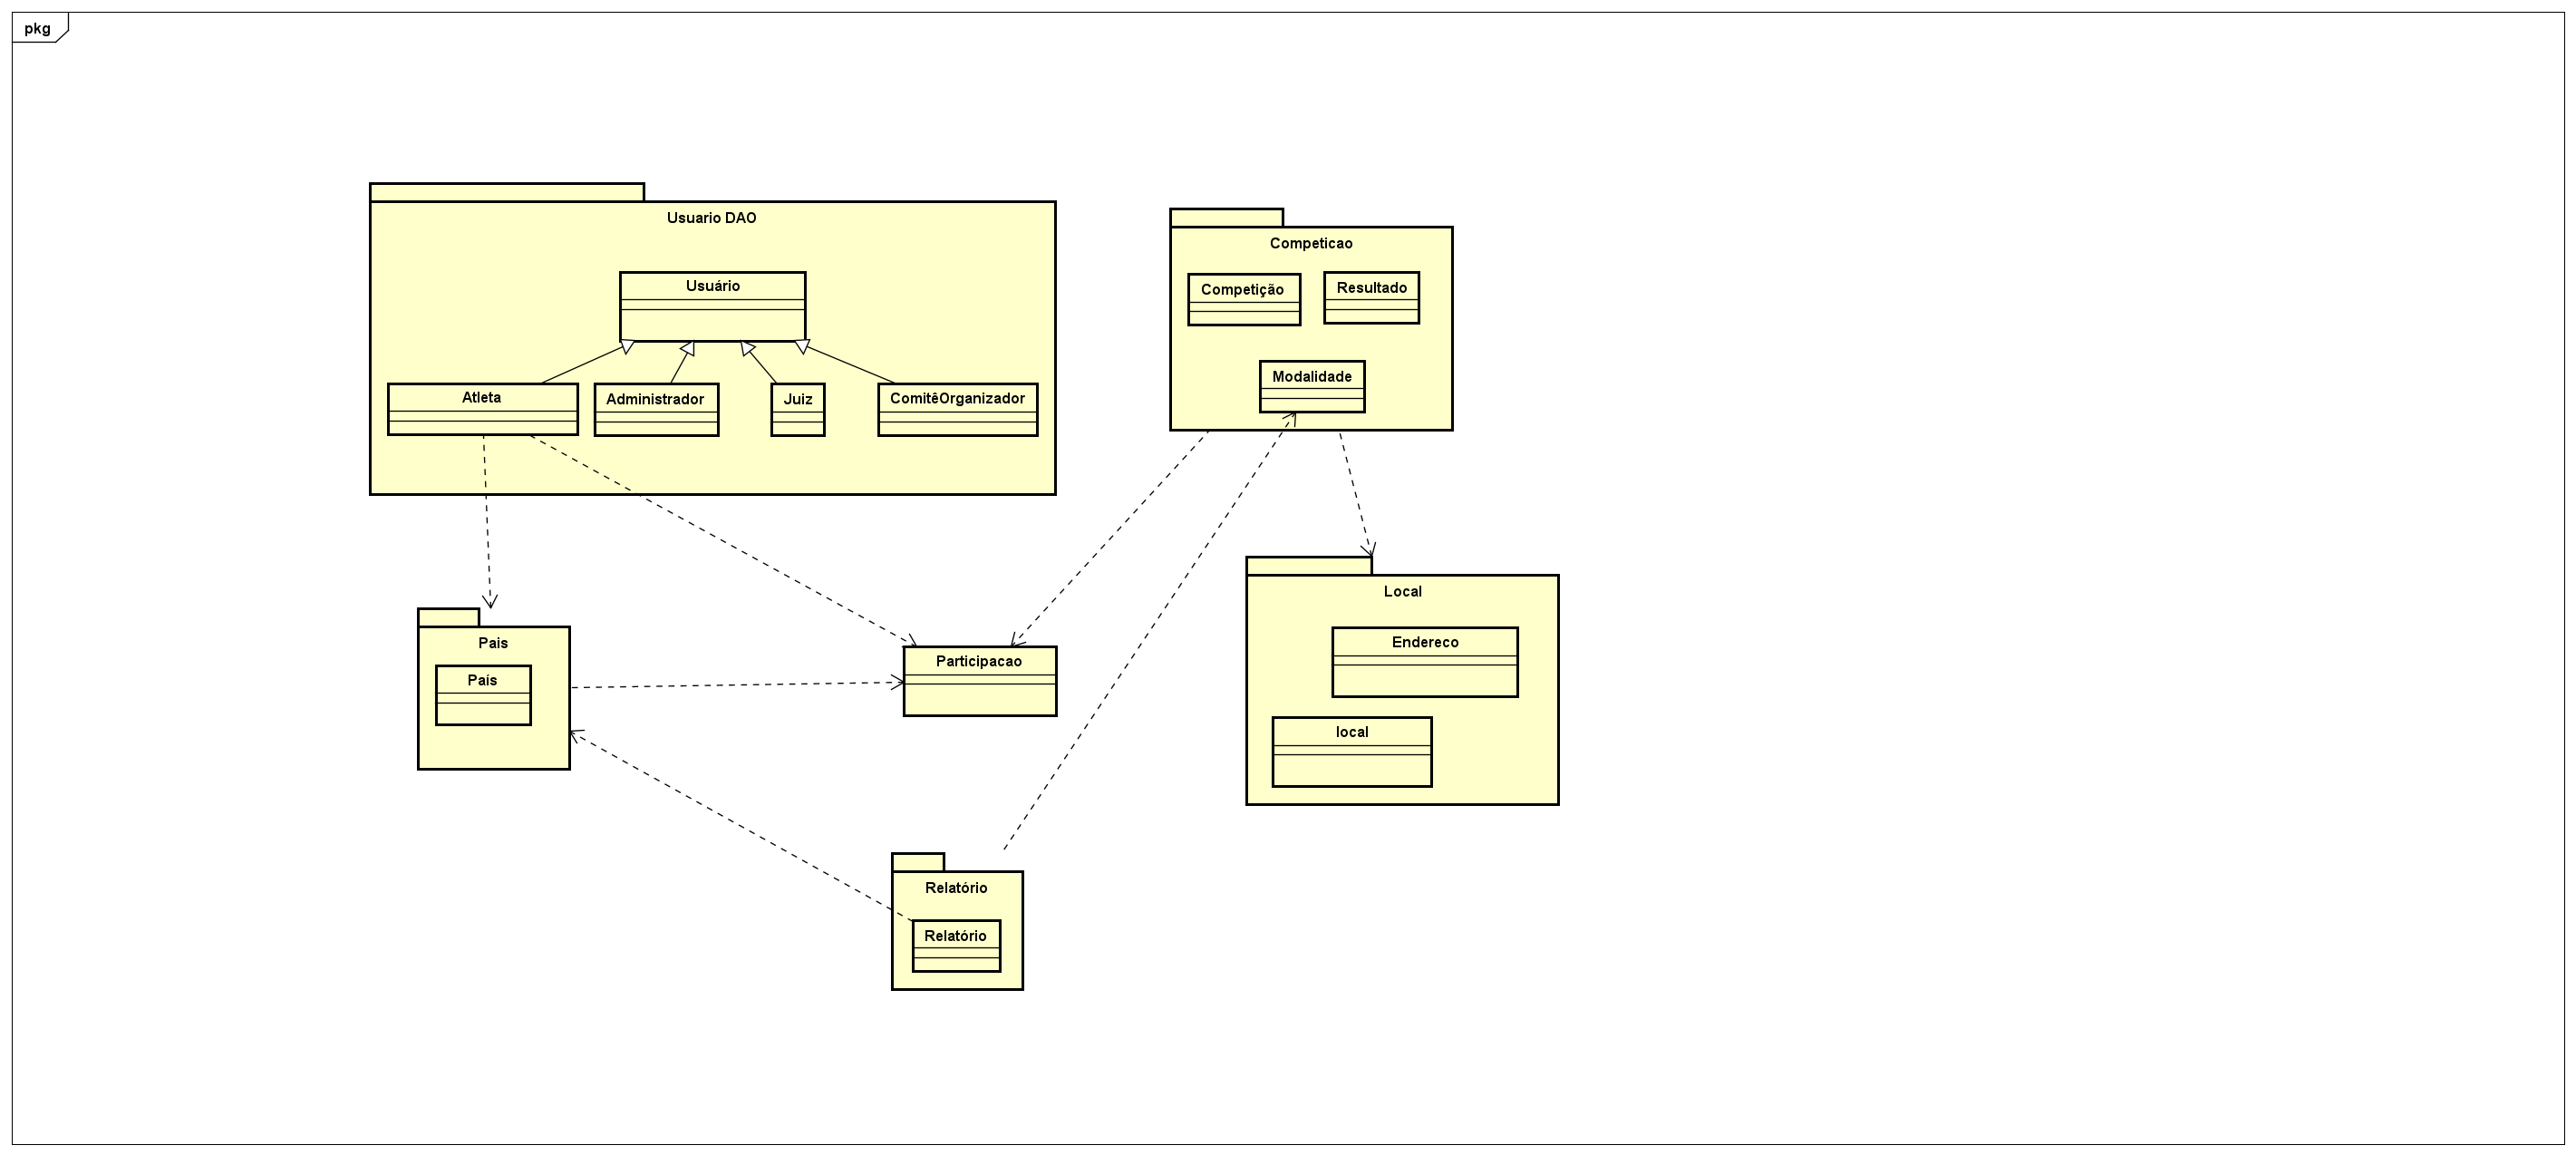 pkg
Usuario DAO
Usuário
Atleta
Administrador
Juiz
ComitêOrganizador
Competicao
Competição
Resultado
Modalidade
Pais
País
Participacao
Local
Endereco
local
Relatório
Relatório